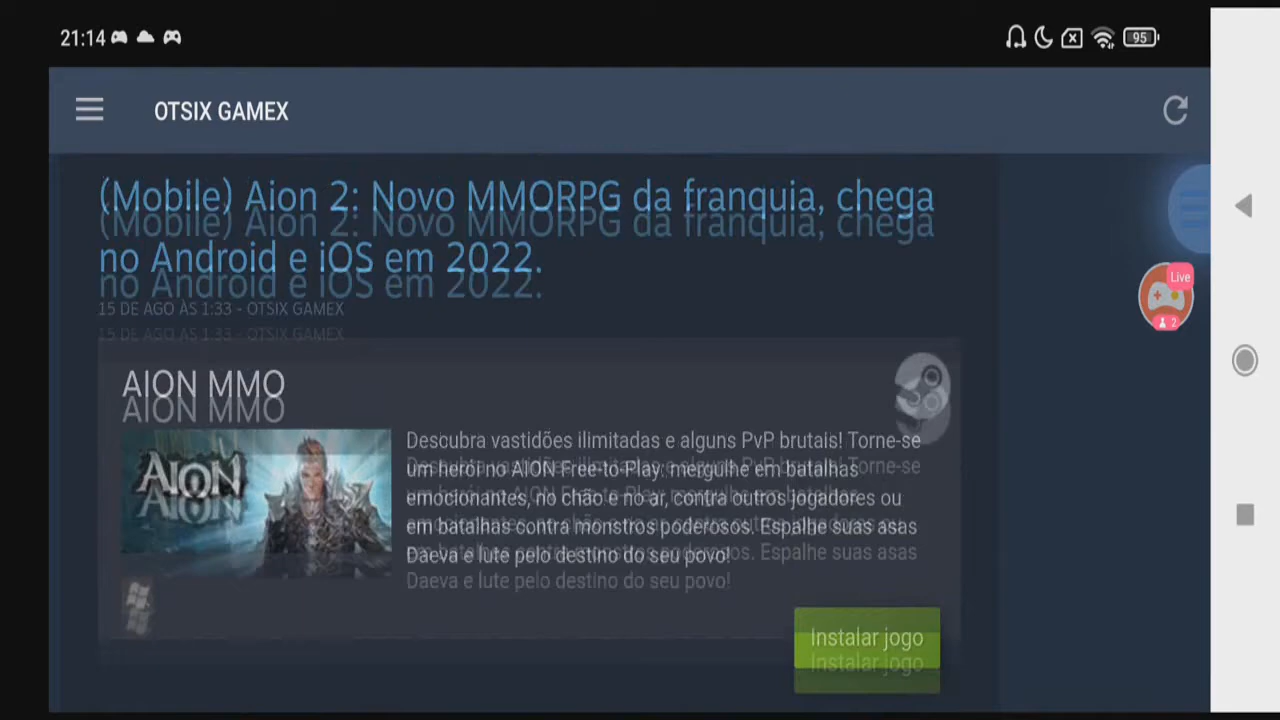 21:14
95
OTSIX GAMEX
(Mobile) Aion 2: Novo MMORPG da franquia, chega
no Android e iOS em 2022.
15 DE AGO ÀS 1:33 - OTSIX GAMEX
Live
2
AION MMO
AION
Descubra vastidões ilimitadas e alguns PvP brutais! Torne-se
um herói no AION Free-to-Play: mergulhe em batalhas
emocionantes, no chão e no ar, contra outros jogadores ou
em batalhas contra monstros poderosos. Espalhe suas asas
Daeva e lute pelo destino do seu povo!
Instalar jogo